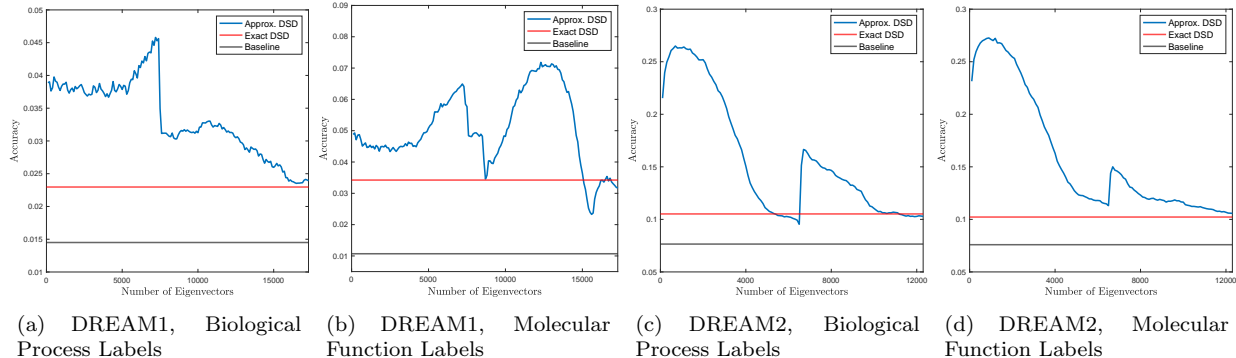 0.05
0.045
0.04
0.035
0.03
0.025
0.02
0.015
0.01
Accuracy
0
5000
10000
15000
Number of Eigenvectors
Approx. DSD
Exact DSD
Baseline
0.09
0.08
0.07
0.06
0.05
0.04
0.03
0.02
0.01
Accuracy
0
5000
10000
15000
Number of Eigenvectors
Approx. DSD
Exact DSD
Baseline
0.3
0.25
0.2
0.15
0.1
0.05
Accuracy
0
4000
8000
12000
Number of Eigenvectors
Approx. DSD
Exact DSD
Baseline
0.3
0.25
0.2
0.15
0.1
0.05
Accuracy
0
4000
8000
12000
Number of Eigenvectors
Approx. DSD
Exact DSD
Baseline
(a) DREAM1, Biological
Process Labels
(b) DREAM1, Molecular
Function Labels
(c) DREAM2, Biological
Process Labels
(d) DREAM2, Molecular
Function Labels